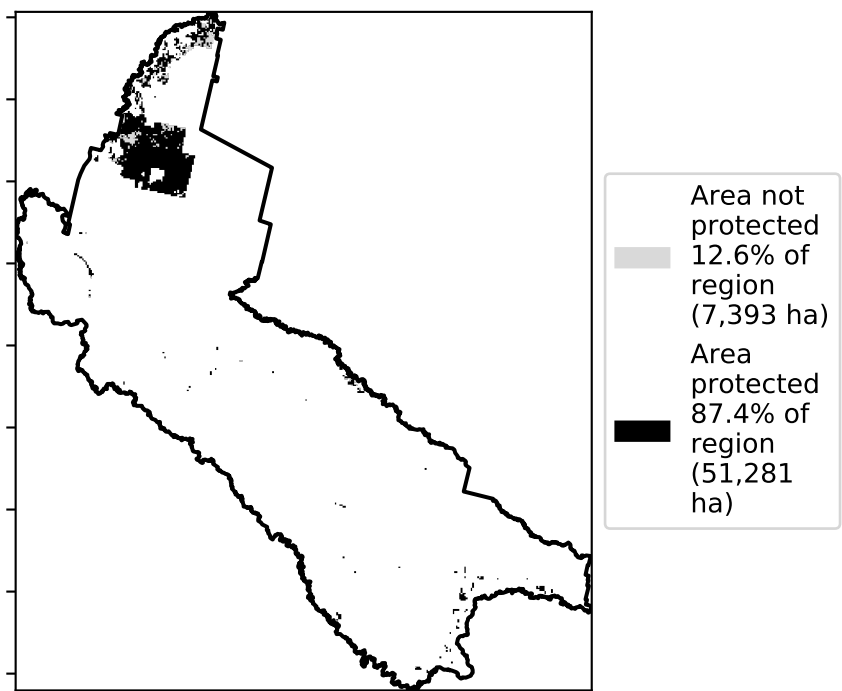 Area not
protected
12.6% of
region
(7,393 ha)
Area
protected
87.4% of
region
(51,281
ha)